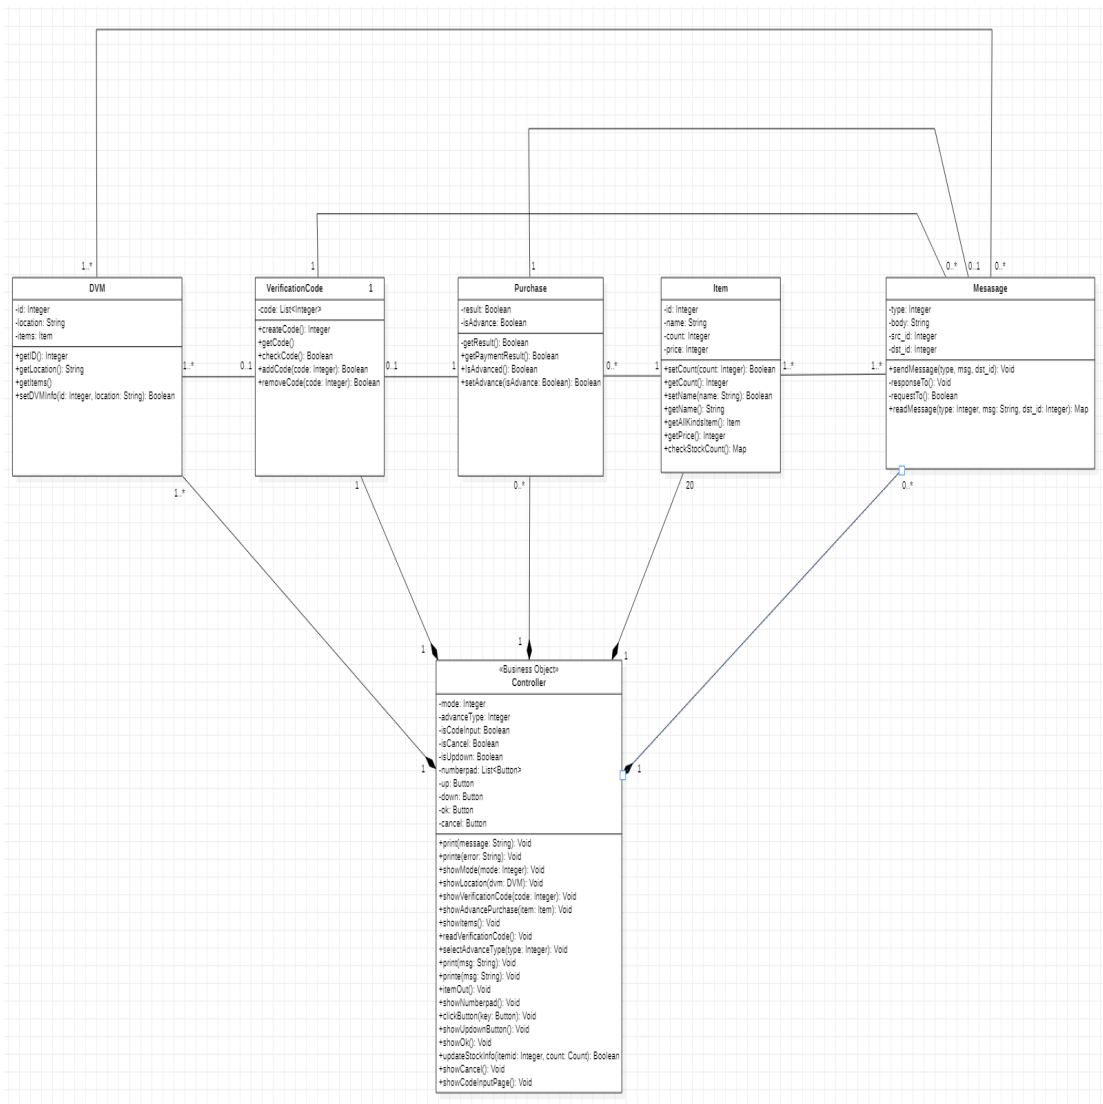 1..*
1
1
0..*
0..1
0..*
DVM
-id: Integer
-location: String
-items: Item
+getID(): Integer
+getLocation(): String
+getItems()
+setDVMInfo(id: Integer, location: String): Boolean
1..*
0..1
VerificationCode 1
-code: List<Integer>
+createCode(): Integer
+getCode()
+checkCode(): Boolean
+addCode(code: Integer): Boolean
+removeCode(code: Integer): Boolean
0..1
1
Purchase
-result: Boolean
-isAdvance: Boolean
-getResult(): Boolean
+getPaymentResult(): Boolean
+IsAdvanced(): Boolean
+setAdvance(isAdvance: Boolean): Boolean
0..*
1
Item
-id: Integer
-name: String
-count: Integer
-price: Integer
+setCount(count: Integer): Boolean
+getCount(): Integer
+setName(name: String): Boolean
+getName(): String
+getAllKindsItem(): Item
+getPrice(): Integer
+checkStockCount(): Map
1..*
1..*
Mesasage
-type: Integer
-body: String
-src_id: Integer
-dst_id: Integer
+sendMessage(type, msg, dst_id): Void
-responseTo(): Void
-requestTo(): Boolean
+readMessage(type: Integer, msg: String, dst_id: Integer): Map
1..*
1
0..*
20
0..*
1
1
1
1
1
«Business Object»
Controller
-mode: Integer
-advanceType: Integer
-isCodeInput: Boolean
-isCancel: Boolean
-isUpdown: Boolean
-numberpad: List<Button>
-up: Button
-down: Button
-ok: Button
-cancel: Button
+print(message: String): Void
+printe(error: String): Void
+showMode(mode: Integer): Void
+showLocation(dvm: DVM): Void
+showVerificationCode(code: Integer): Void
+showAdvancePurchase(item: Item): Void
+showItems(): Void
+readVerificationCode(): Void
+selectAdvanceType(type: Integer): Void
+print(msg: String): Void
+printe(msg: String): Void
+itemOut(): Void
+showNumberpad(): Void
+clickButton(key: Button): Void
+showUpdownButton(): Void
+showOk(): Void
+updateStockInfo(itemid: Integer, count: Count): Boolean
+showCancel(): Void
+showCodeInputPage(): Void